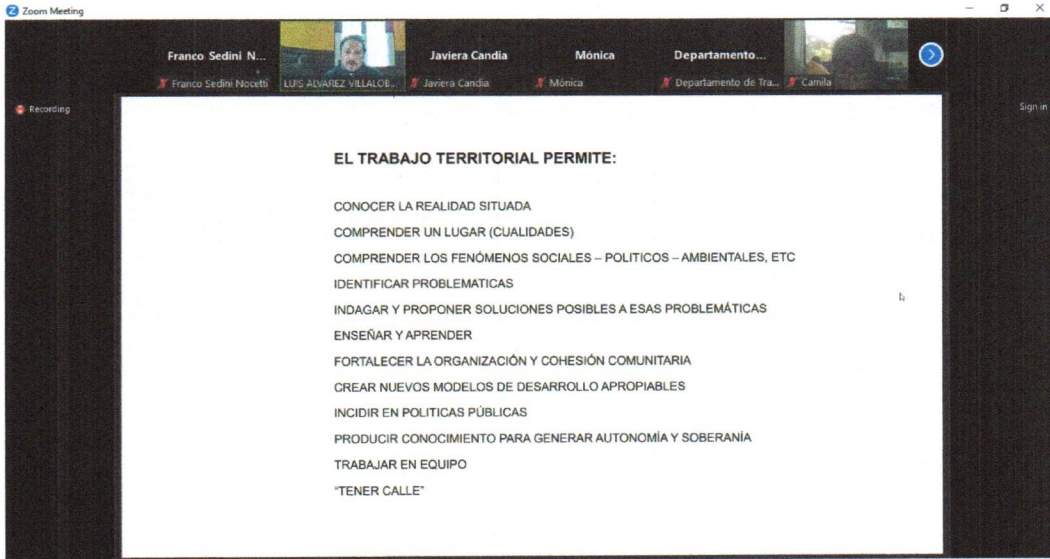 Zoom Meeting
Franco Sedini N...
Javiera Candia
Mónica
Departamento...
Franco Sedini Nocetti
LUIS ALVAREZ VILLALOB...
Javiera Candia
Mónica
Departamento de Tra...
Camila
Recording
Sign in
EL TRABAJO TERRITORIAL PERMITE:
CONOCER LA REALIDAD SITUADA
COMPRENDER UN LUGAR (CUALIDADES)
COMPRENDER LOS FENÓMENOS SOCIALES – POLITICOS – AMBIENTALES, ETC
IDENTIFICAR PROBLEMATICAS
INDAGAR Y PROPONER SOLUCIONES POSIBLES A ESAS PROBLEMÁTICAS
ENSEÑAR Y APRENDER
FORTALECER LA ORGANIZACIÓN Y COHESIÓN COMUNITARIA
CREAR NUEVOS MODELOS DE DESARROLLO APROPIABLES
INCIDIR EN POLITICAS PÚBLICAS
PRODUCIR CONOCIMIENTO PARA GENERAR AUTONOMÍA Y SOBERANÍA
TRABAJAR EN EQUIPO
"TENER CALLE"